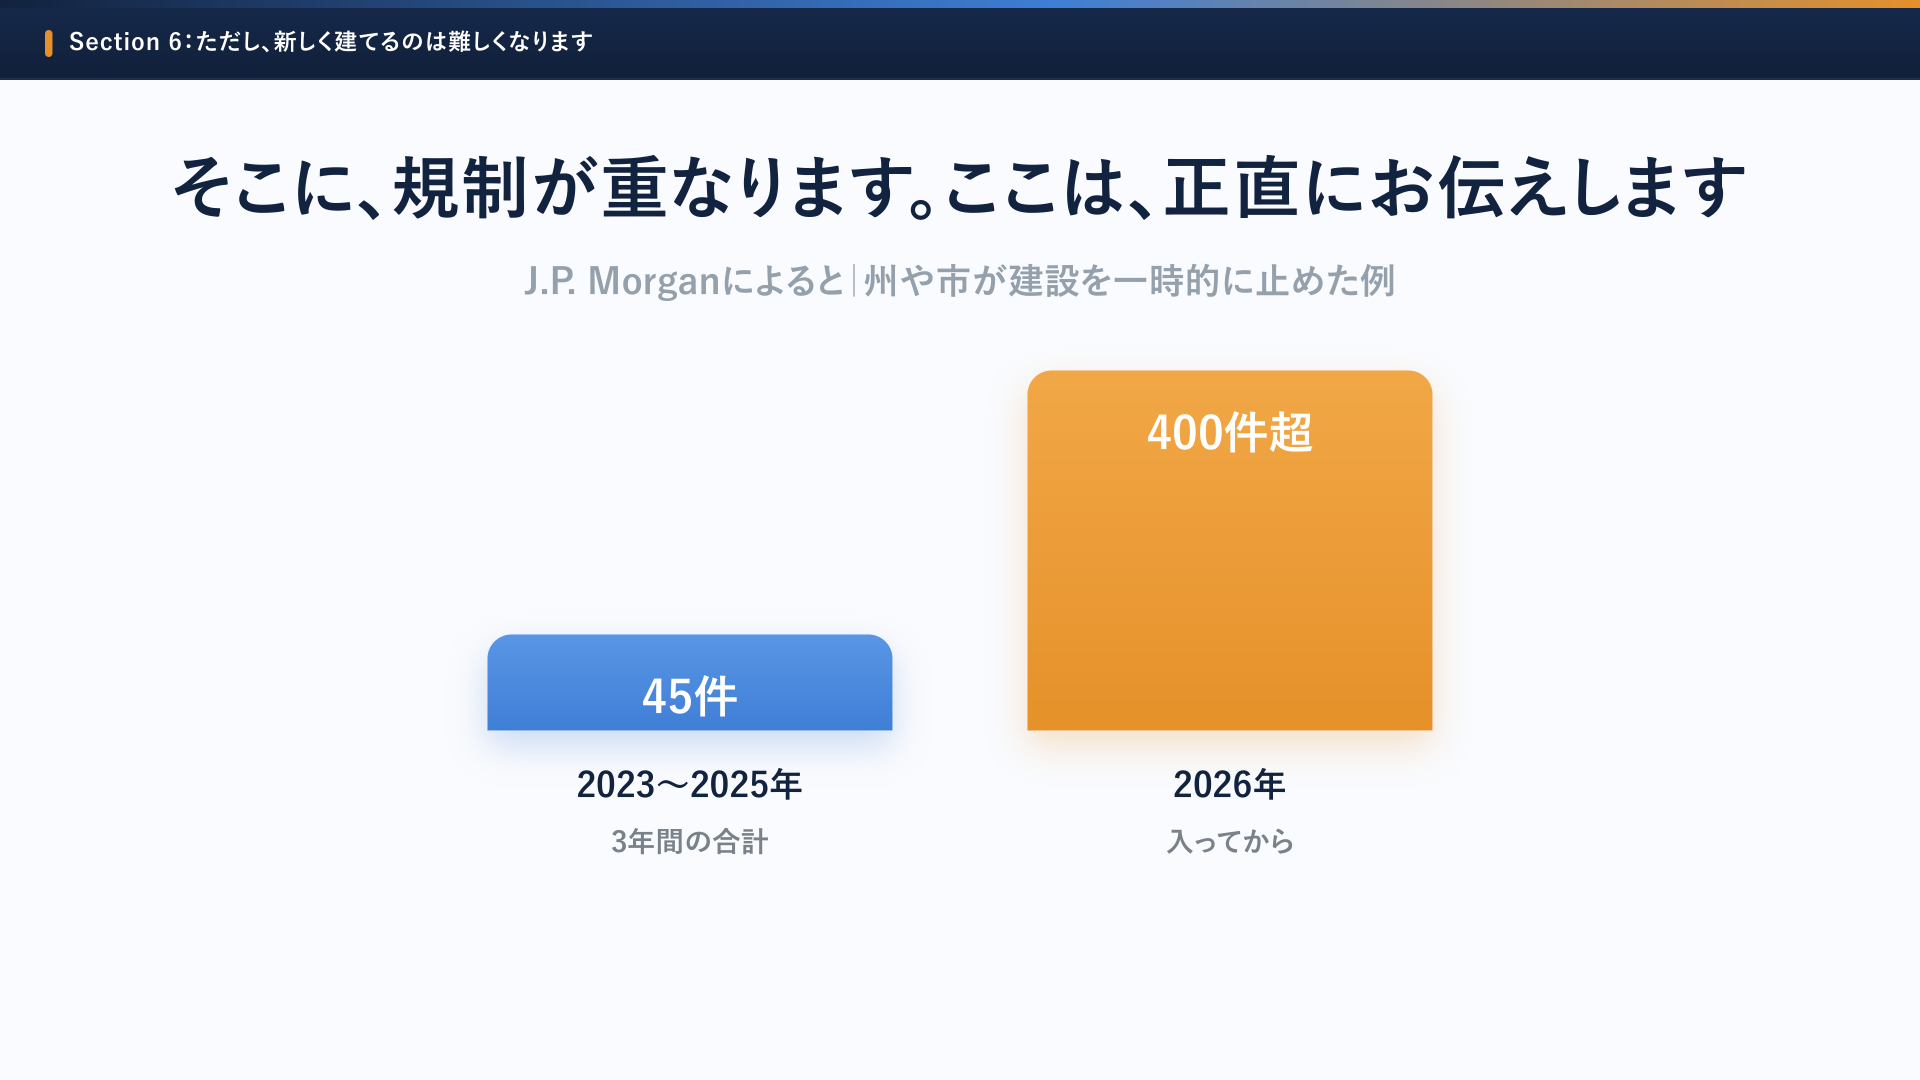 Section 6：ただし、新しく建てるのは難しくなります
そこに、規制が重なります。ここは、正直にお伝えします
J.P. Morganによると｜州や市が建設を一時的に止めた例
400件超
45件
2023〜2025年
2026年
3年間の合計
入ってから